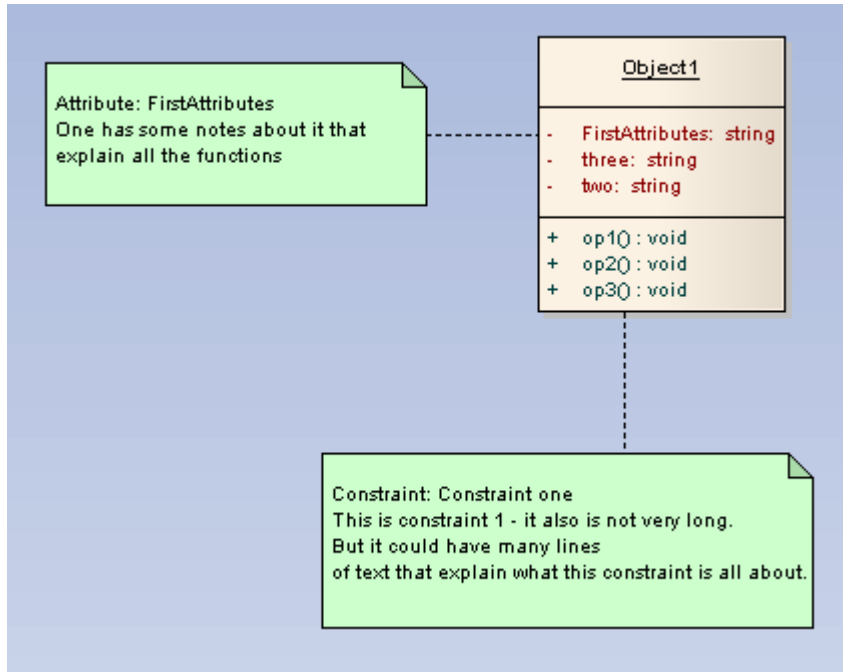 Object1
Attribute: FirstAttributes
One has some notes about it that
explain all the functions
- FirstAttributes: string
- three: string
- two: string
+ op1() : void
+ op2() : void
+ op3() : void
Constraint: Constraint one
This is constraint 1 - it also is not very long.
But it could have many lines
of text that explain what this constraint is all about.